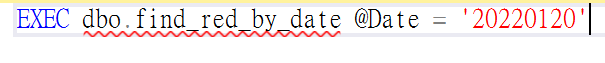 EXEC dbo.find_red_by_date @Date = '20220120'